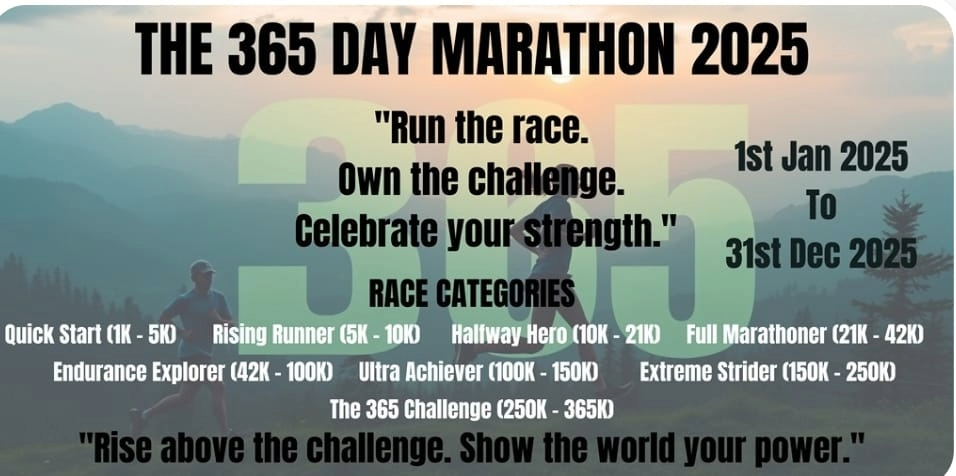 THE 365 DAY MARATHON 2025
365
"Run the race.
Own the challenge.
Celebrate your strength."
1st Jan 2025
To
31st Dec 2025
RACE CATEGORIES
Quick Start (1K - 5K) Rising Runner (5K - 10K) Halfway Hero (10K - 21K) Full Marathoner (21K - 42K)
Endurance Explorer (42K - 100K) Ultra Achiever (100K - 150K) Extreme Strider (150K - 250K)
The 365 Challenge (250K - 365K)
"Rise above the challenge. Show the world your power."